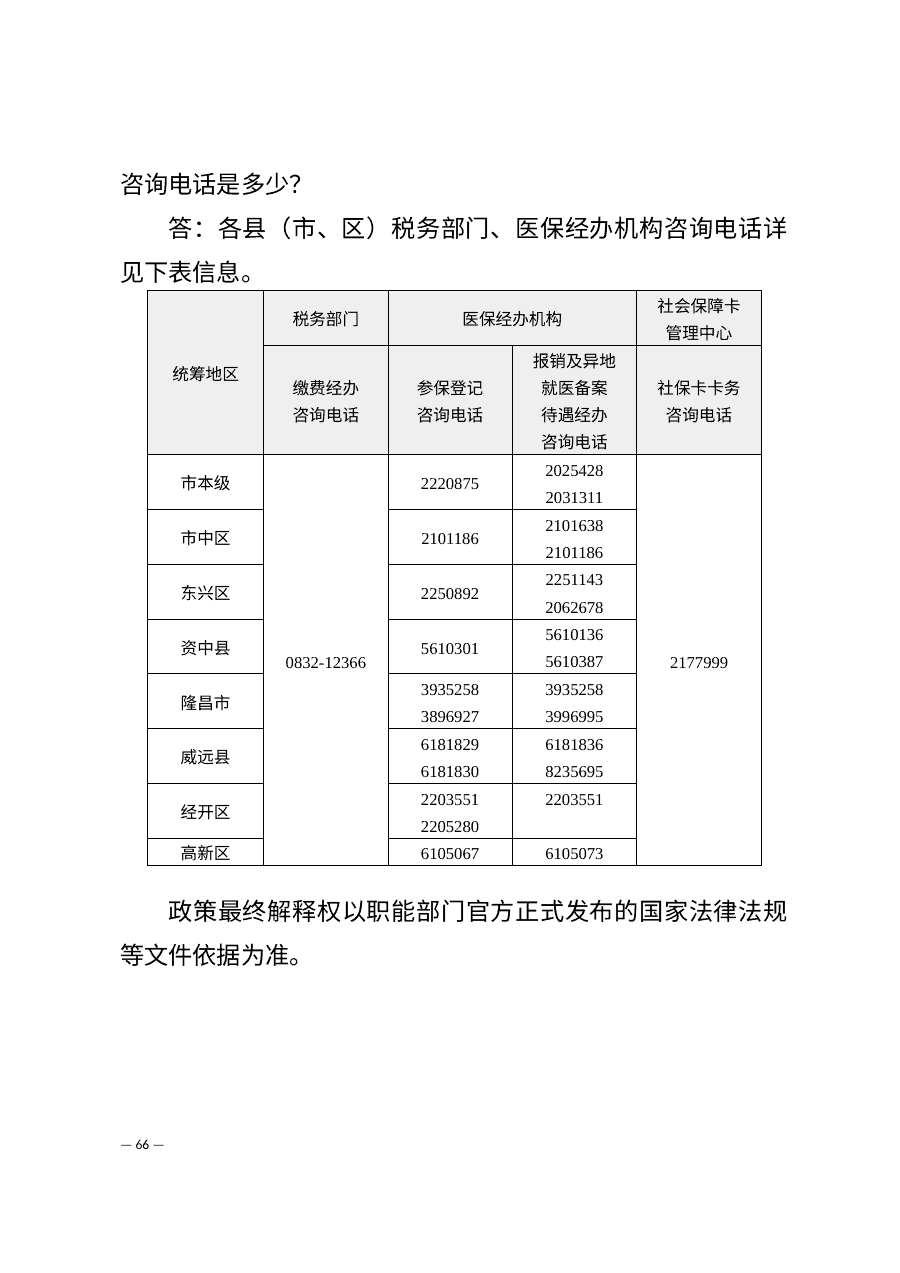 咨询电话是多少？
答：各县（市、区）税务部门、医保经办机构咨询电话详
见下表信息。
统筹地区
税务部门
医保经办机构
社会保障卡
管理中心
缴费经办
咨询电话
参保登记
咨询电话
报销及异地
就医备案
待遇经办
咨询电话
社保卡卡务
咨询电话
市本级
0832-12366
2220875
2025428
2031311
2177999
市中区
2101186
2101638
2101186
东兴区
2250892
2251143
2062678
资中县
5610301
5610136
5610387
隆昌市
3935258
3896927
3935258
3996995
威远县
6181829
6181830
6181836
8235695
经开区
2203551
2205280
2203551
高新区
6105067
6105073
政策最终解释权以职能部门官方正式发布的国家法律法规
等文件依据为准。
— 66 —